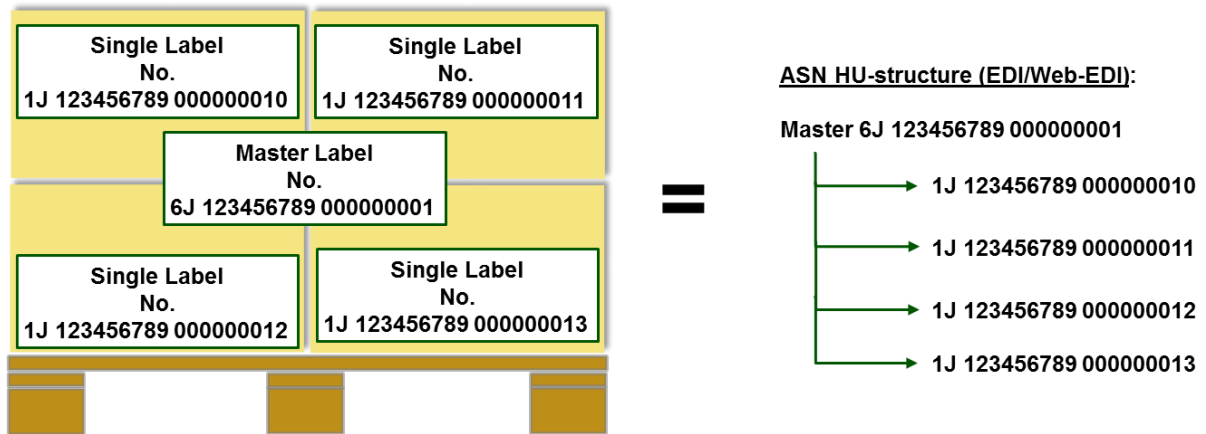 Single Label
No.
1J 123456789 000000010
Single Label
No.
1J 123456789 000000011
Master Label
No.
6J 123456789 000000001
Single Label
No.
1J 123456789 000000012
Single Label
No.
1J 123456789 000000013
=
ASN HU-structure (EDI/Web-EDI):
Master 6J 123456789 000000001
1J 123456789 000000010
1J 123456789 000000011
1J 123456789 000000012
1J 123456789 000000013